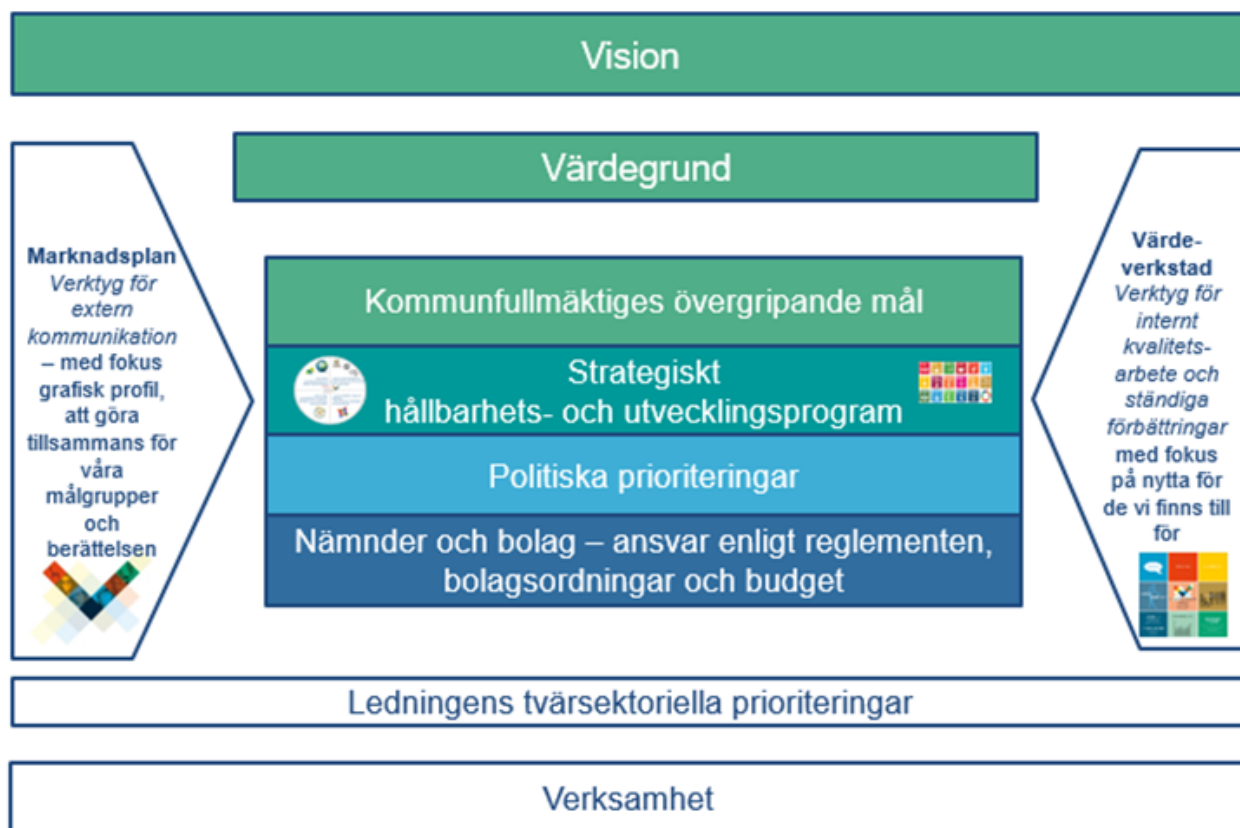 Vision
Värdegrund
Marknadsplan
Verktyg för
extern
kommunikation
– med fokus
grafisk profil,
att göra
tillsammans för
våra
målgrupper
och
berättelsen
Kommunfullmäktiges övergripande mål
Strategiskt
hållbarhets- och utvecklingsprogram
Politiska prioriteringar
Nämnder och bolag – ansvar enligt reglementen,
bolagsordningar och budget
Värde-
verkstad
Verktyg för
internt
kvalitets-
arbete och
ständiga
förbättringar
med fokus
på nytta för
de vi finns till
för
Ledningens tvärsektoriella prioriteringar
Verksamhet